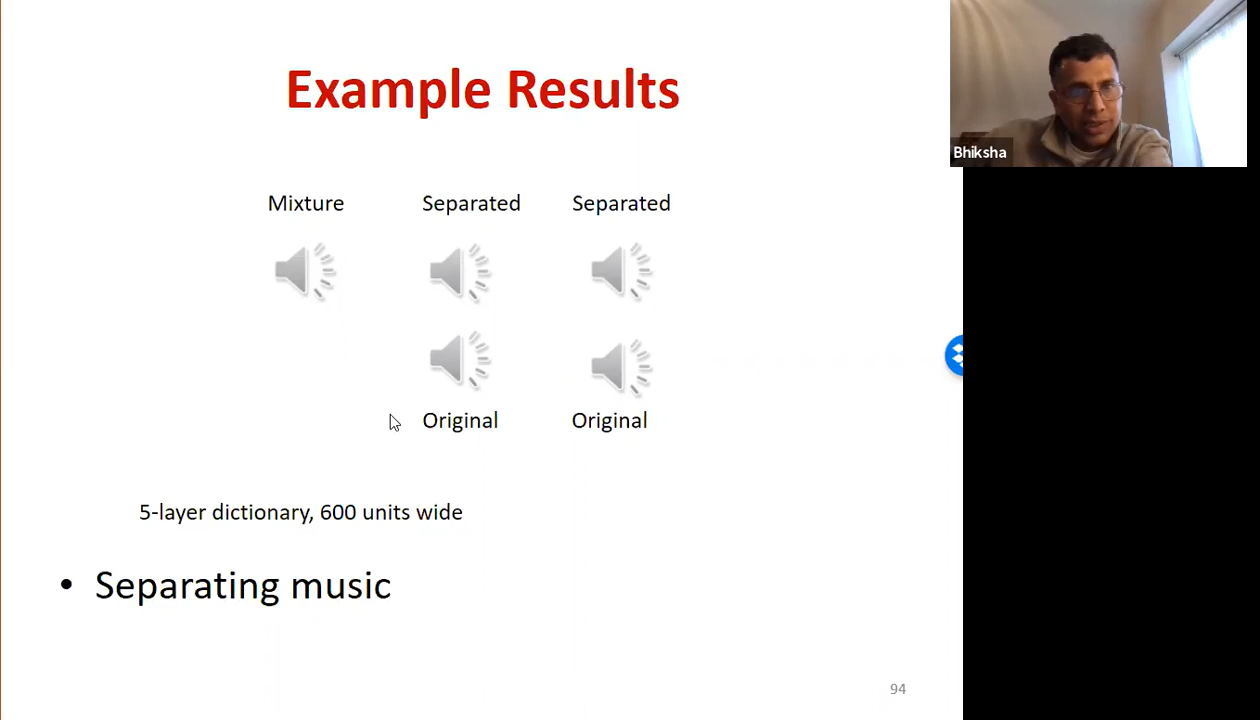 Example Results
Bhiksha
Mixture Separated Separated
Original Original
5-layer dictionary, 600 units wide
• Separating music
94